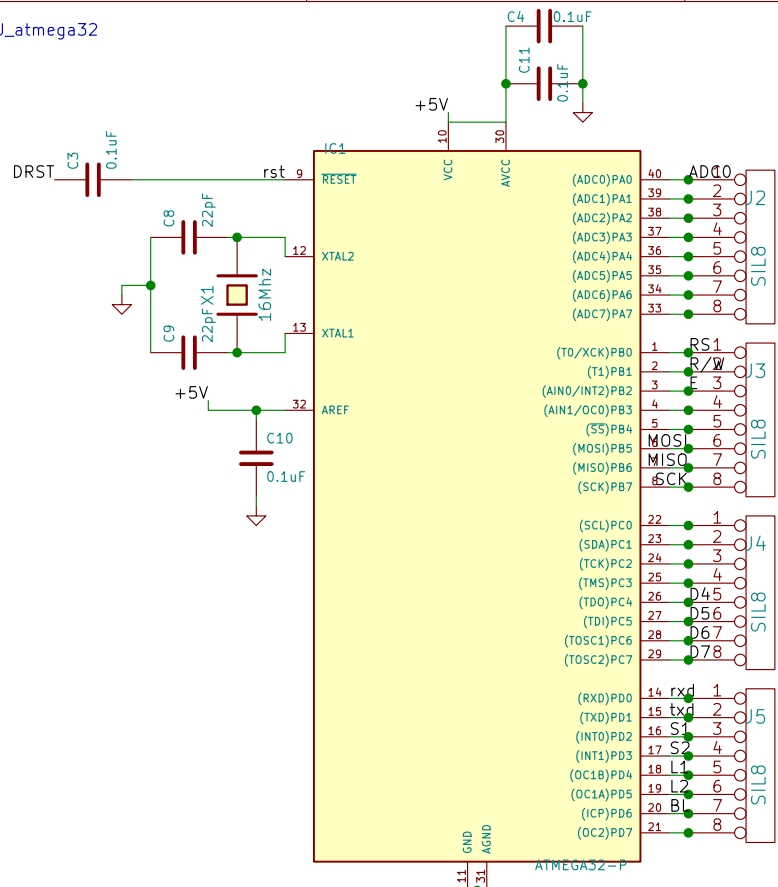 J_atmega32
C4 0.1uF
C11 0.1uF
+5V
10 30
VCC AVCC
IC1
DRST C3 0.1uF rst 9 RESET
C8 22pF
12 XTAL2
X1 16Mhz
C9 22pF
13 XTAL1
+5V
32 AREF
C10
0.1uF
(ADC0)PA0 40 ADC0 1
(ADC1)PA1 39 2
(ADC2)PA2 38 3
(ADC3)PA3 37 4
(ADC4)PA4 36 5
(ADC5)PA5 35 6
(ADC6)PA6 34 7
(ADC7)PA7 33 8
J2
SIL8
(T0/XCK)PB0 1 RS 1
(T1)PB1 2 R/W 2
(AIN0/INT2)PB2 3 E 3
(AIN1/OC0)PB3 4 4
(SS)PB4 5 5
(MOSI)PB5 6 MOSI 6
(MISO)PB6 7 MISO 7
(SCK)PB7 8 SCK 8
J3
SIL8
(SCL)PC0 22 1
(SDA)PC1 23 2
(TCK)PC2 24 3
(TMS)PC3 25 4
(TDO)PC4 26 D4 5
(TDI)PC5 27 D5 6
(TOSC1)PC6 28 D6 7
(TOSC2)PC7 29 D7 8
J4
SIL8
(RXD)PD0 14 rxd 1
(TXD)PD1 15 txd 2
(INT0)PD2 16 S1 3
(INT1)PD3 17 S2 4
(OC1B)PD4 18 L1 5
(OC1A)PD5 19 L2 6
(ICP)PD6 20 BL 7
(OC2)PD7 21 8
J5
SIL8
GND AGND
11 31
ATMEGA32-P